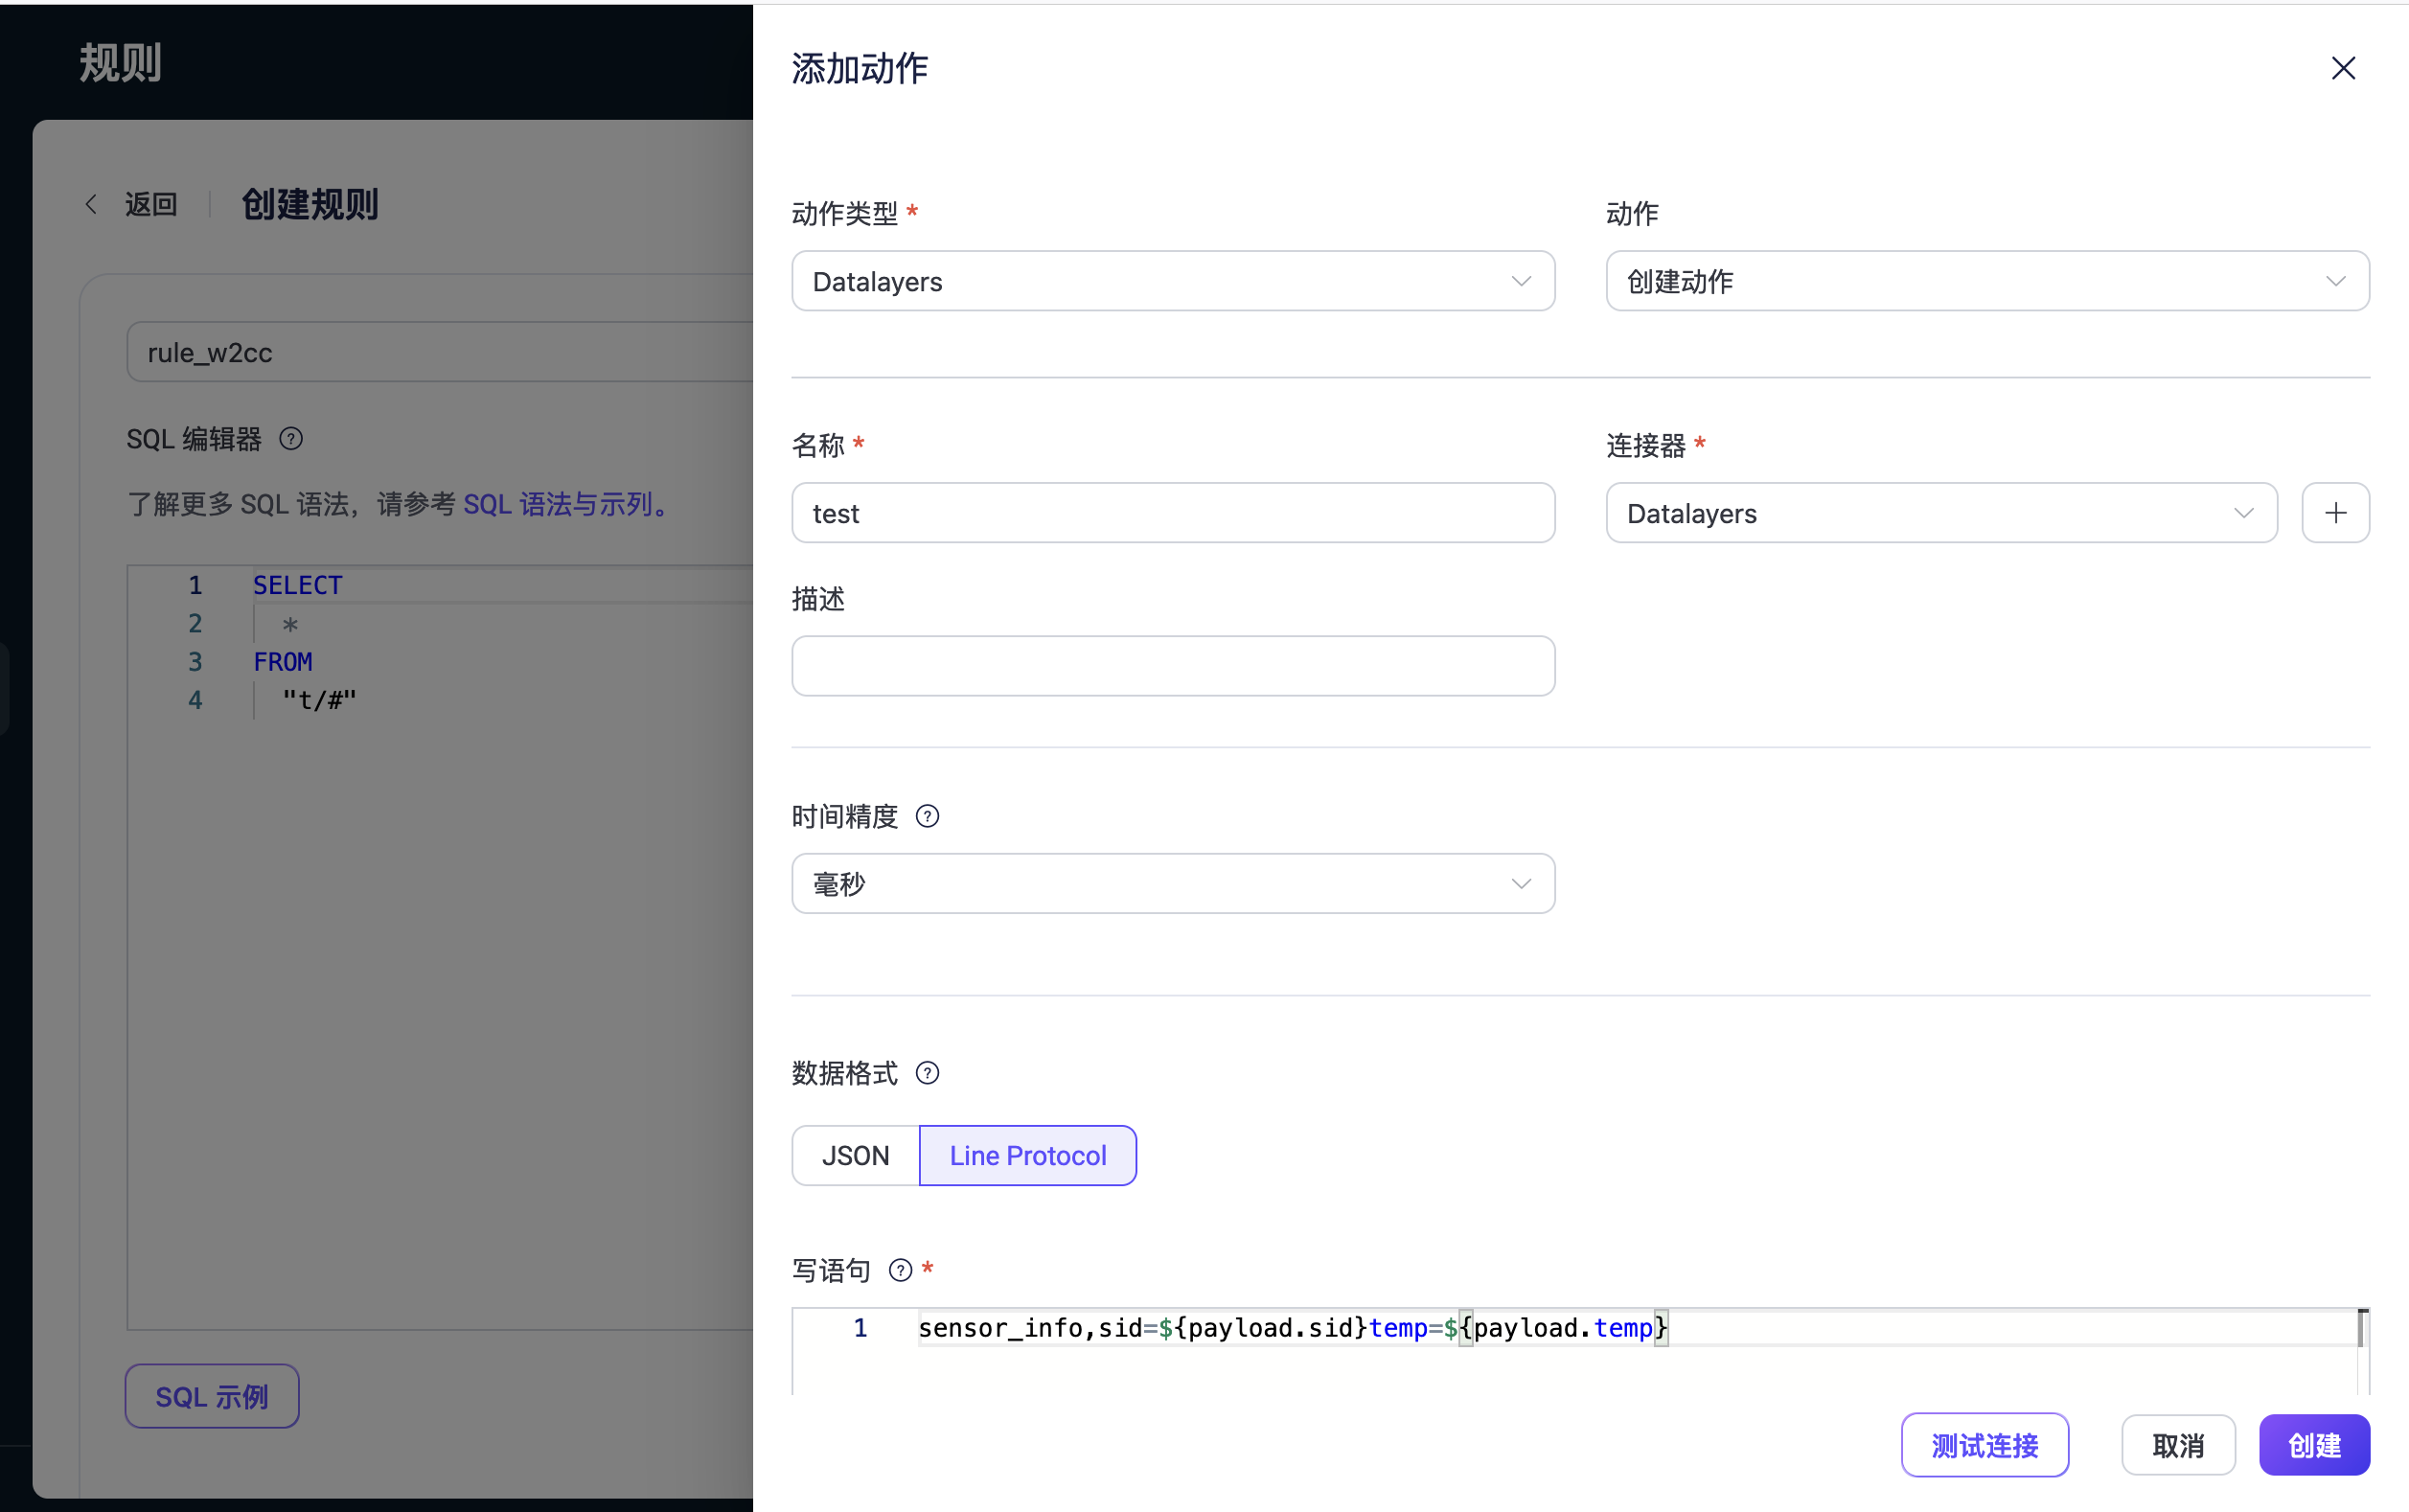 规则
返回
创建规则
rule_w2cc
SQL 编辑器 ?
了解更多 SQL 语法，请参考 SQL 语法与示列。
1 SELECT
2 *
3 FROM
4 "t/#"
SQL 示例
添加动作
动作类型 *
Datalayers
动作
创建动作
名称 *
test
连接器 *
Datalayers
描述
时间精度 ?
毫秒
数据格式 ?
JSON
Line Protocol
写语句 ? *
1 sensor_info,sid=${payload.sid}temp=${payload.temp}
测试连接
取消
创建